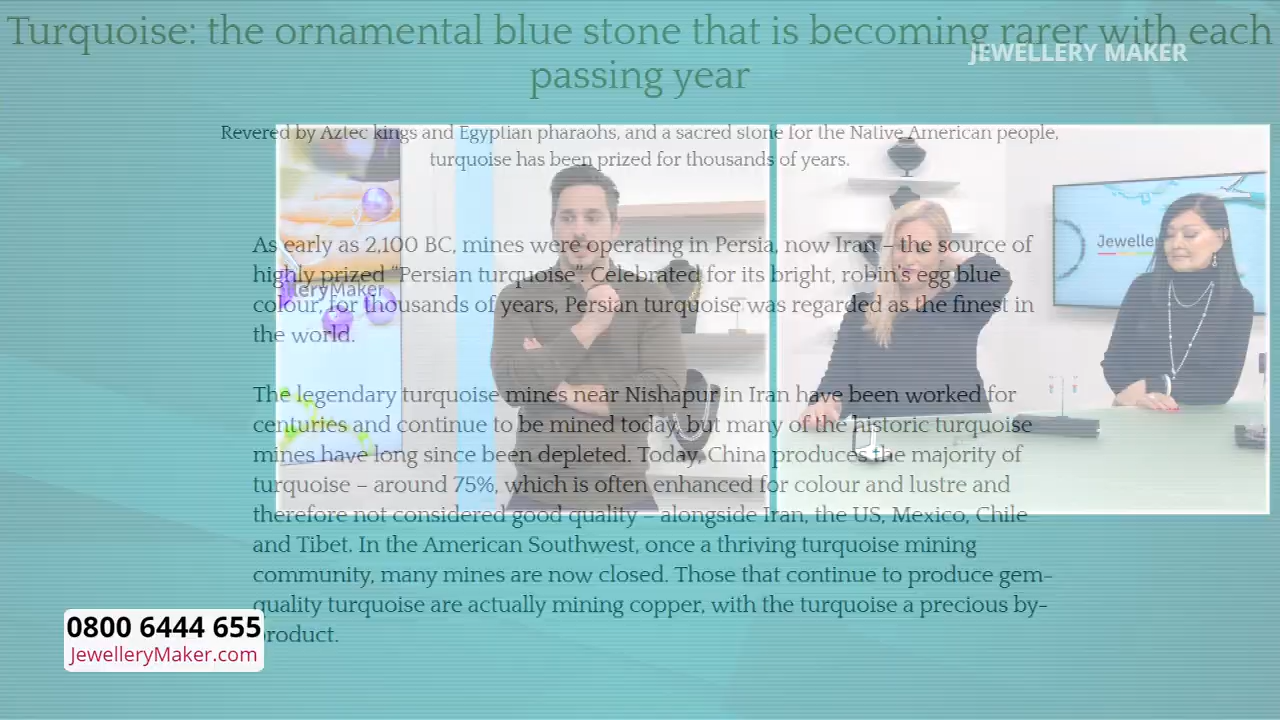 Turquoise: the ornamental blue stone that is becoming rarer with each
passing year
JEWELLERY MAKER
Revered by Aztec kings and Egyptian pharaohs, and a sacred stone for the Native American people,
turquoise has been prized for thousands of years.
As early as 2,100 BC, mines were operating in Persia, now Iran – the source of
highly prized “Persian turquoise”. Celebrated for its bright, robin’s egg blue
colour, for thousands of years, Persian turquoise was regarded as the finest in
the world.
The legendary turquoise mines near Nishapur in Iran have been worked for
centuries and continue to be mined today, but many of the historic turquoise
mines have long since been depleted. Today, China produces the majority of
turquoise – around 75%, which is often enhanced for colour and lustre and
therefore not considered good quality – alongside Iran, the US, Mexico, Chile
and Tibet. In the American Southwest, once a thriving turquoise mining
community, many mines are now closed. Those that continue to produce gem-
quality turquoise are actually mining copper, with the turquoise a precious by-
product.
leryMaker
Jeweller
0800 6444 655
JewelleryMaker.com